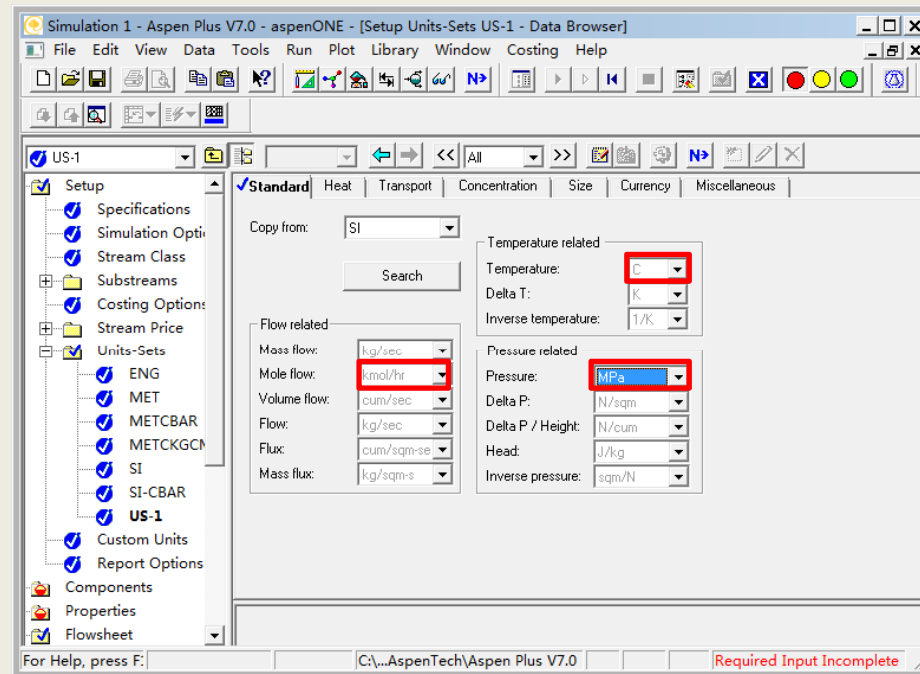 Simulation 1 - Aspen Plus V7.0 - aspenONE - [Setup Units-Sets US-1 - Data Browser]
File Edit View Data Tools Run Plot Library Window Costing Help
N>
US-1
<< All >>
N>
Setup
Specifications
Simulation Opti
Stream Class
Substreams
Costing Options
Stream Price
Units-Sets
ENG
MET
METCBAR
METCKGCM
SI
SI-CBAR
US-1
Custom Units
Report Options
Components
Properties
Flowsheet
Standard Heat Transport Concentration Size Currency Miscellaneous
Copy from: SI
Search
Flow related
Mass flow: kg/sec
Mole flow: kmol/hr
Volume flow: cum/sec
Flow: kg/sec
Flux: cum/sqm-se
Mass flux: kg/sqm-s
Temperature related
Temperature: C
Delta T: K
Inverse temperature: 1/K
Pressure related
Pressure: MPa
Delta P: N/sqm
Delta P / Height: N/cum
Head: J/kg
Inverse pressure: sqm/N
For Help, press F: C:\...AspenTech\Aspen Plus V7.0 Required Input Incomplete